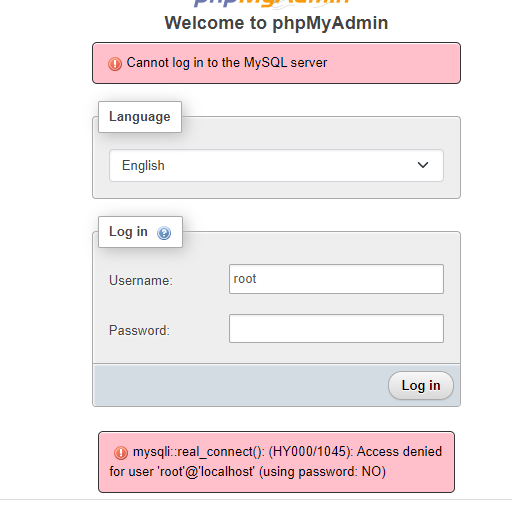 phpMyAdmin
Welcome to phpMyAdmin
Cannot log in to the MySQL server
Language
English
Log in
Username:
root
Password:
Log in
mysqli::real_connect(): (HY000/1045): Access denied
for user 'root'@'localhost' (using password: NO)